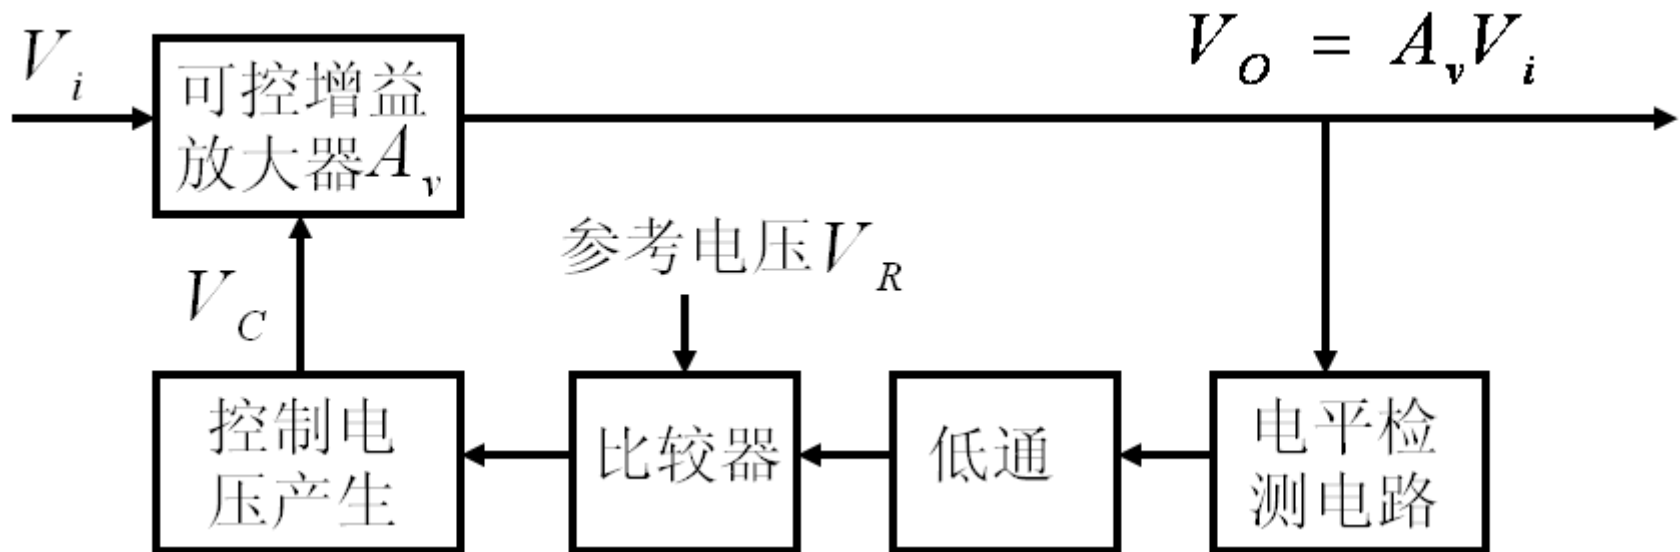 V_i
可控增益
放大器A_v
V_O = A_vV_i
参考电压V_R
V_C
控制电
压产生
比较器
低通
电平检
测电路